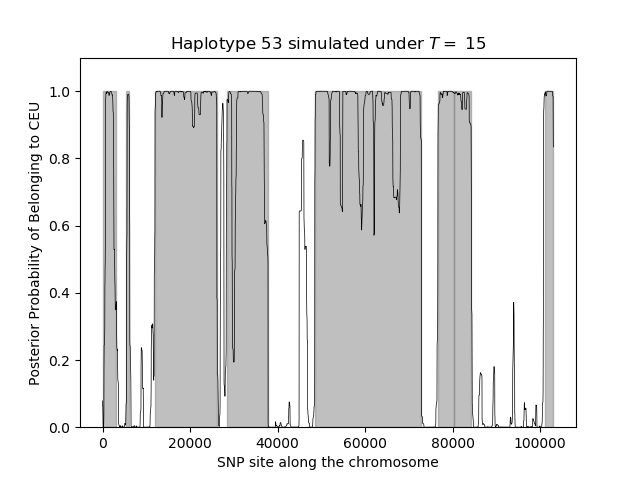 Haplotype 53 simulated under T = 15
Posterior Probability of Belonging to CEU
1.0
0.8
0.6
0.4
0.2
0.0
0 20000 40000 60000 80000 100000
SNP site along the chromosome